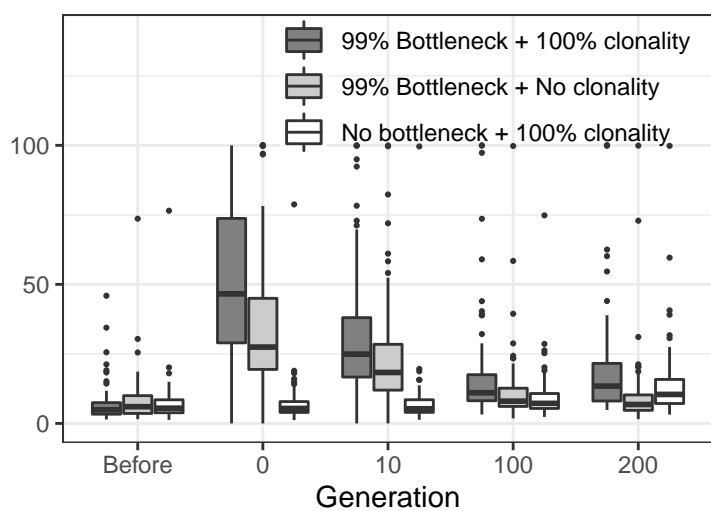 99% Bottleneck + 100% clonality
99% Bottleneck + No clonality
No bottleneck + 100% clonality
100
50
0
Before 0 10 100 200
Generation